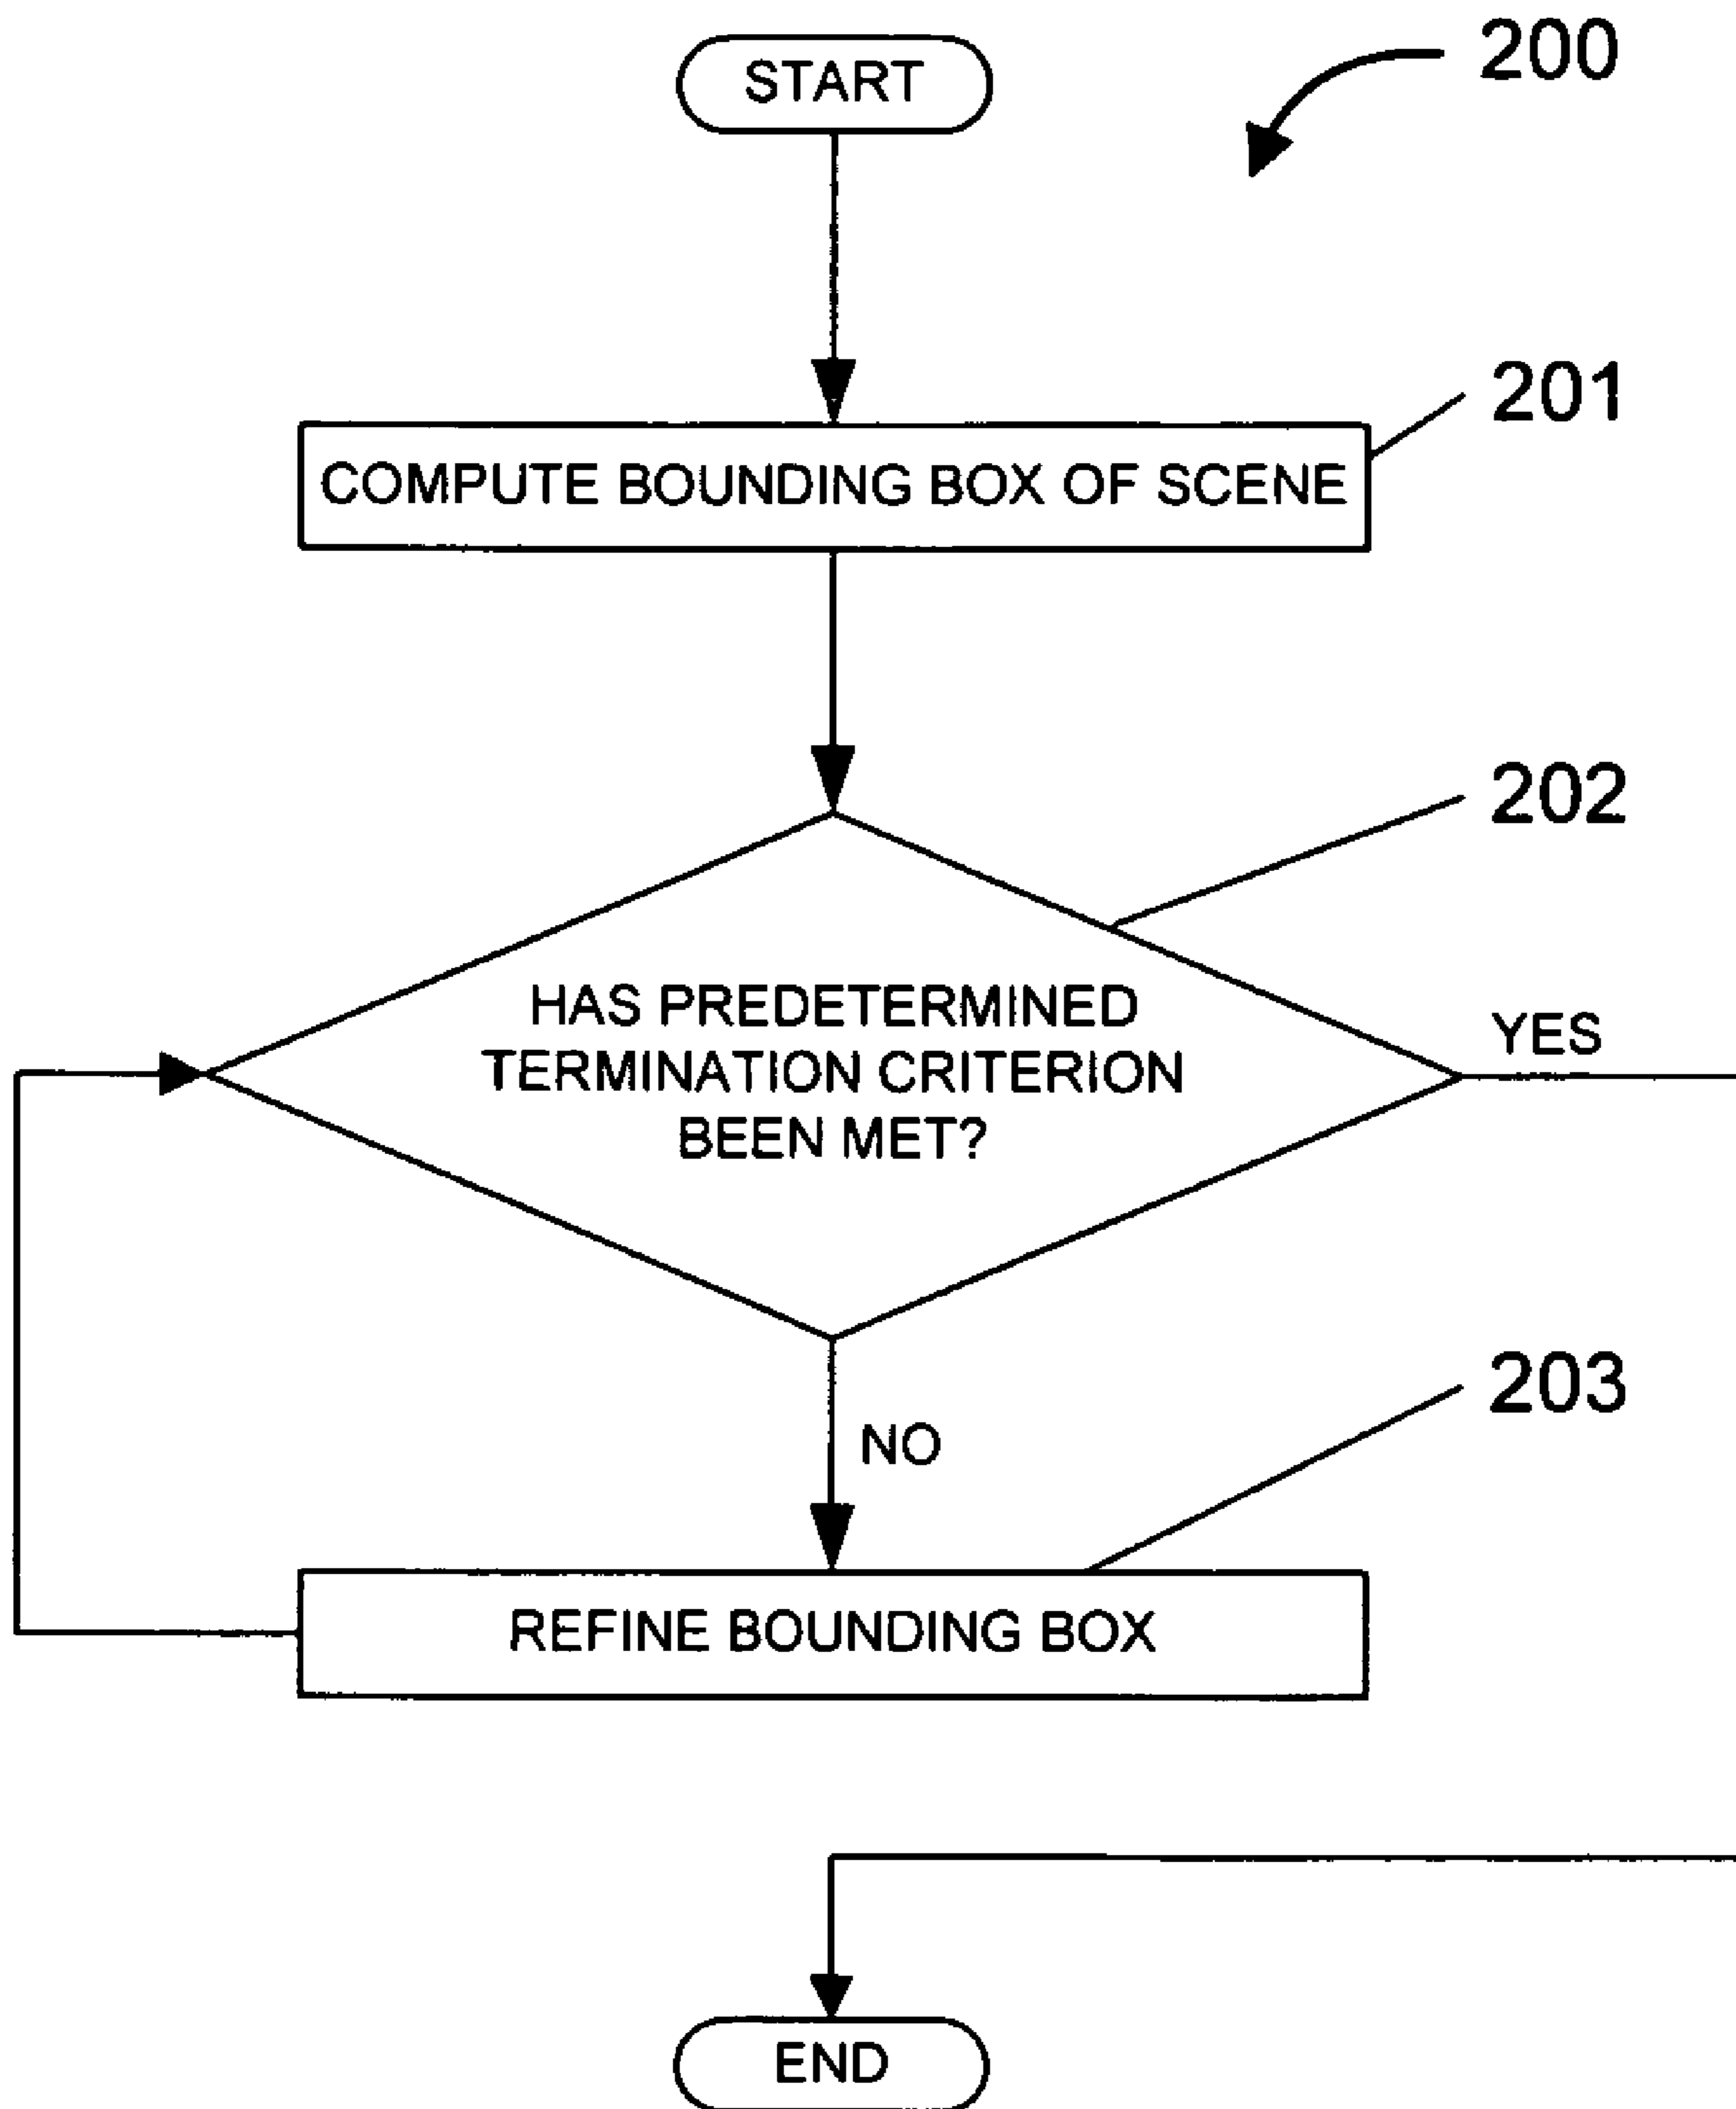 START
200
201
COMPUTE BOUNDING BOX OF SCENE
202
HAS PREDETERMINED
TERMINATION CRITERION
BEEN MET?
YES
203
NO
REFINE BOUNDING BOX
END